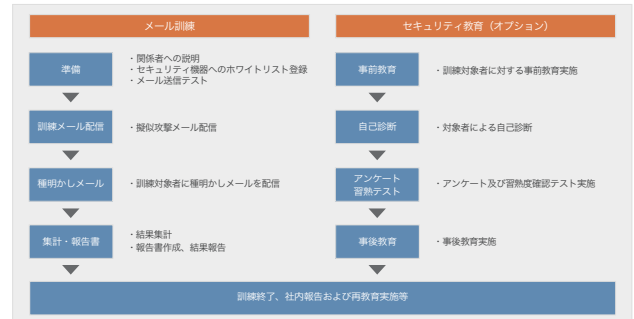 メール訓練
準備
・関係者への説明
・セキュリティ機器へのホワイトリスト登録
・メール送信テスト
訓練メール配信
・擬似攻撃メール配信
種明かしメール
・訓練対象者に種明かしメールを配信
集計・報告書
・結果集計
・報告書作成、結果報告
セキュリティ教育（オプション）
事前教育
・訓練対象者に対する事前教育実施
自己診断
・対象者による自己診断
アンケート
習熟テスト
・アンケート及び習熟度確認テスト実施
事後教育
・事後教育実施
訓練終了、社内報告および再教育実施等